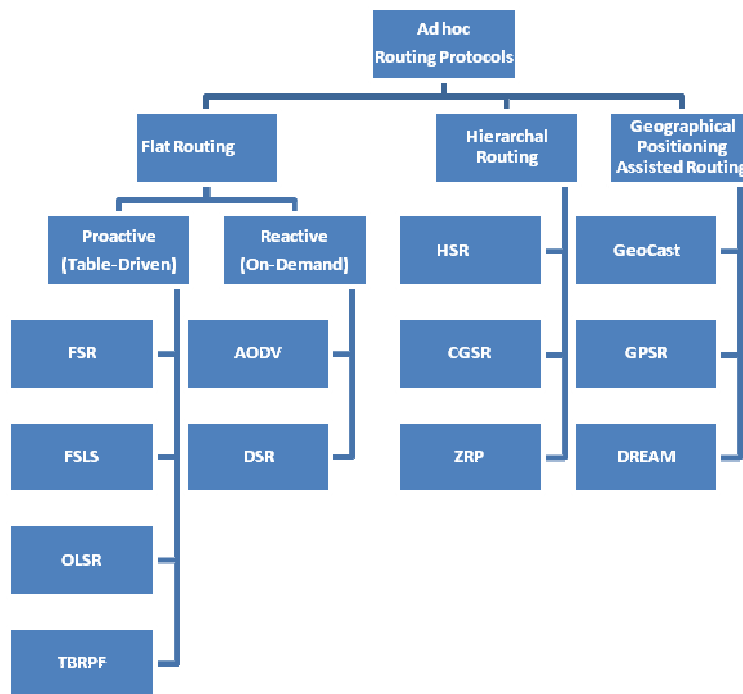 Ad hoc
Routing Protocols
Flat Routing
Hierarchal
Routing
Geographical
Positioning
Assisted Routing
Proactive
(Table-Driven)
Reactive
(On-Demand)
HSR
GeoCast
FSR
AODV
CGSR
GPSR
FSLS
DSR
ZRP
DREAM
OLSR
TBRPF